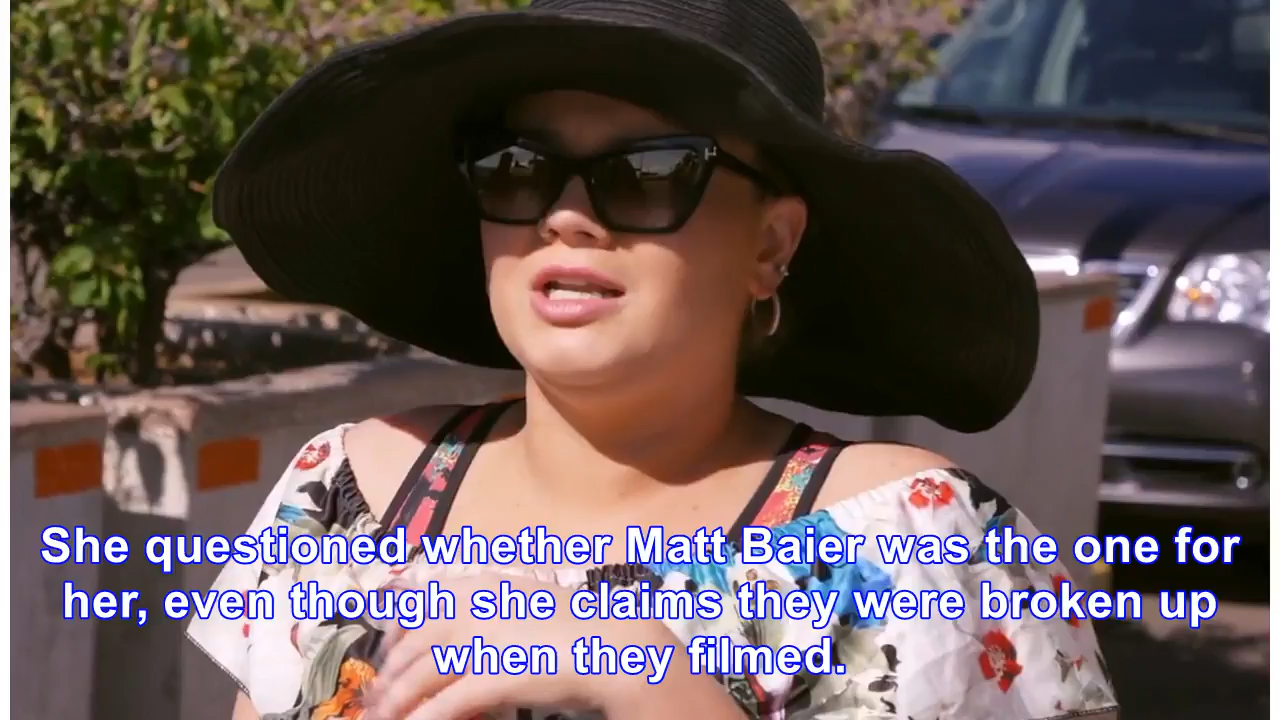 She questioned whether Matt Baier was the one for
her, even though she claims they were broken up
when they filmed.